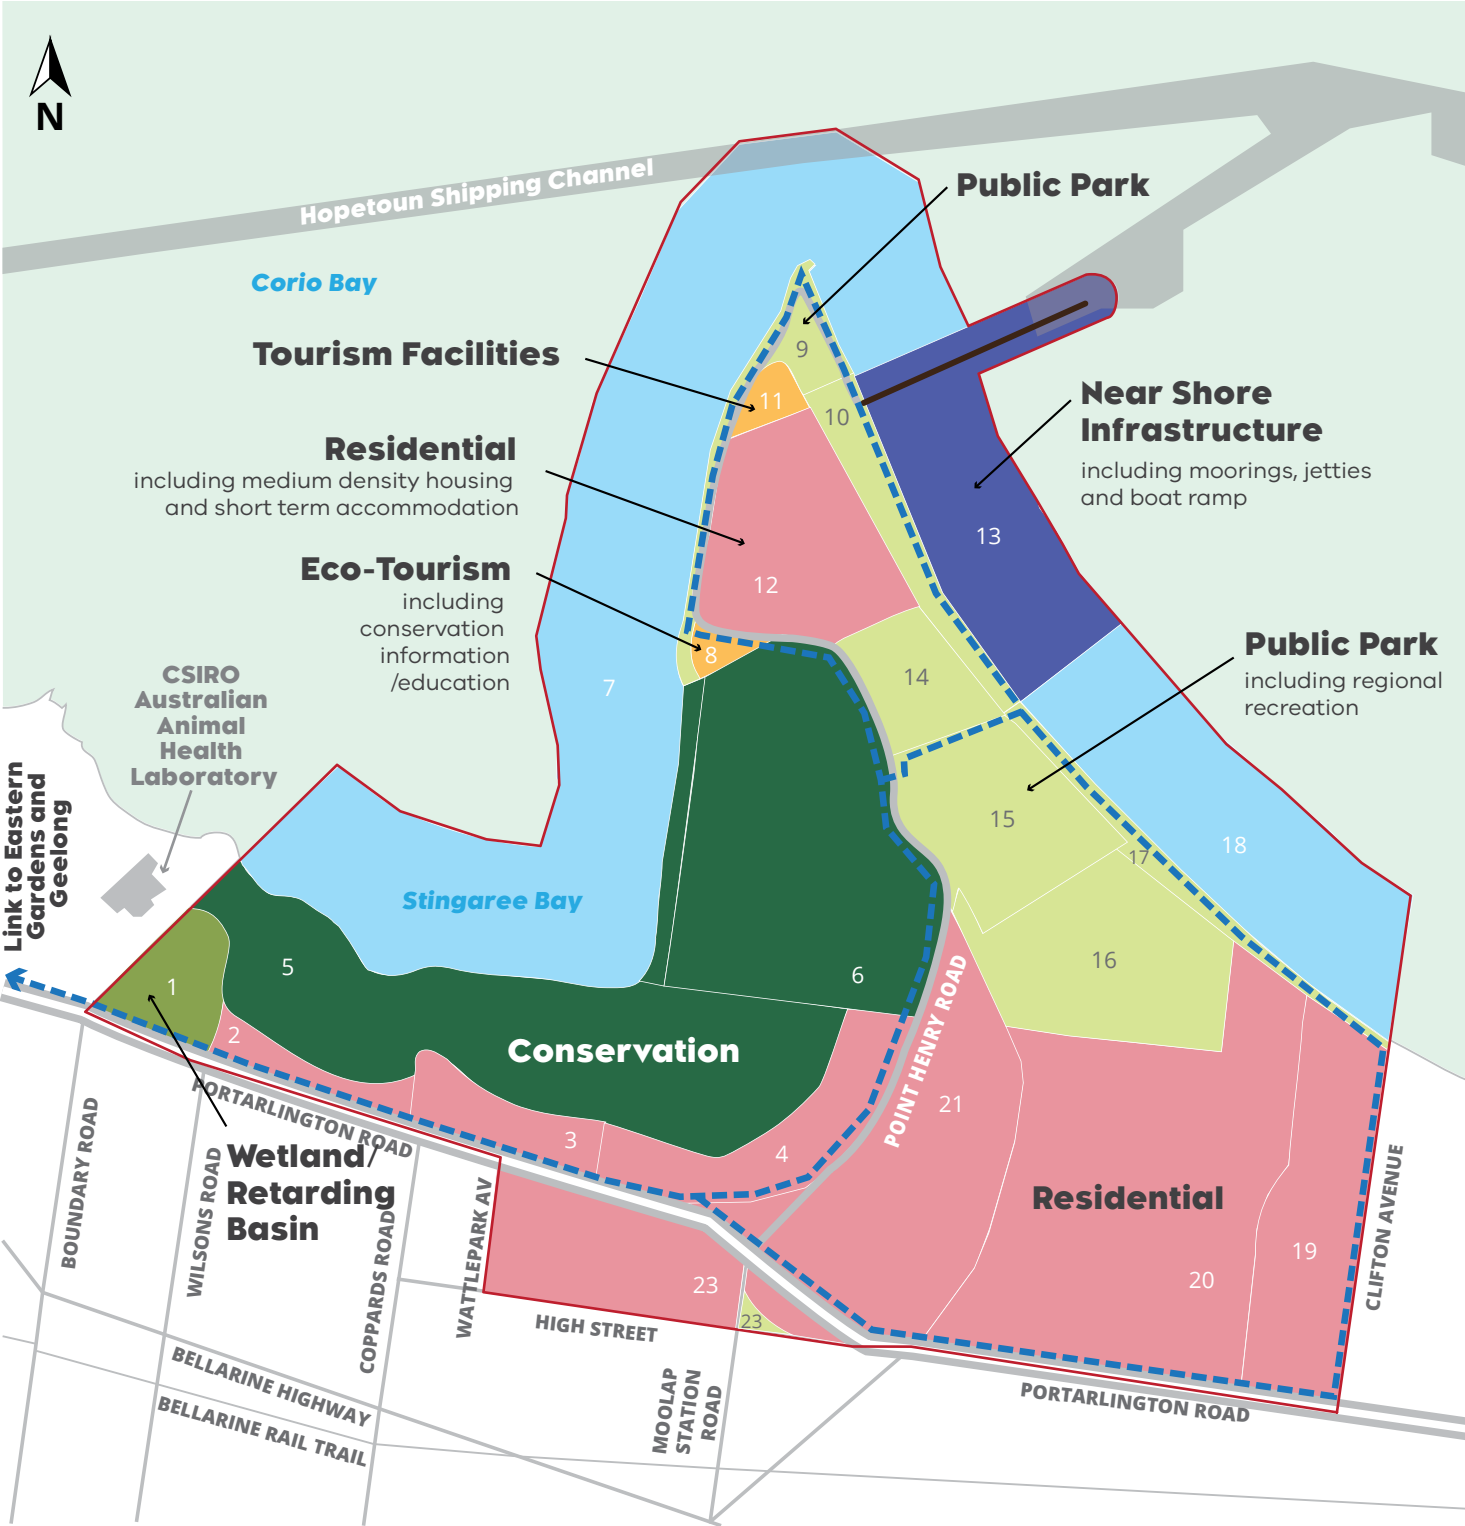 N
Hopetoun Shipping Channel
Corio Bay
Public Park
Tourism Facilities
9
11
10
Near Shore
Infrastructure
including moorings, jetties
and boat ramp
Residential
including medium density housing
and short term accommodation
13
Eco-Tourism
including
conservation
information
/education
12
8
7
14
Public Park
including regional
recreation
CSIRO
Australian
Animal
Health
Laboratory
Link to Eastern
Gardens and
Geelong
15
17
18
Stingaree Bay
5
6
16
1
2
Conservation
POINT HENRY ROAD
21
3
4
PORTARLINGTON ROAD
Wetland/
Retarding
Basin
Residential
BOUNDARY ROAD
WILSONS ROAD
COPPARDS ROAD
WATTLEPARK AV
CLIFTON AVENUE
19
20
23
23
HIGH STREET
BELLARINE HIGHWAY
BELLARINE RAIL TRAIL
MOOLAP
STATION
ROAD
PORTARLINGTON ROAD